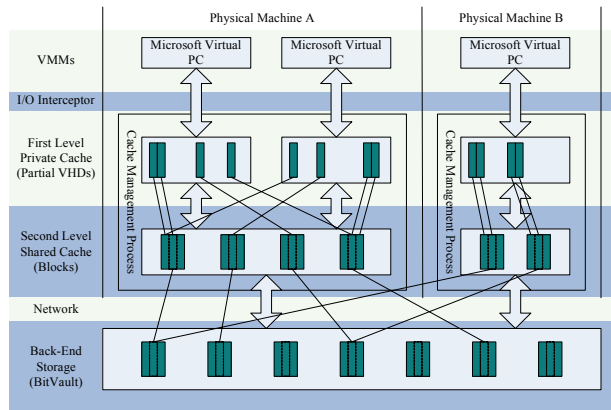 Physical Machine A
Physical Machine B
VMMs
Microsoft Virtual
PC
Microsoft Virtual
PC
Microsoft Virtual
PC
I/O Interceptor
First Level
Private Cache
(Partial VHDs)
Cache Management Process
Cache Management Process
Second Level
Shared Cache
(Blocks)
Network
Back-End
Storage
(BitVault)